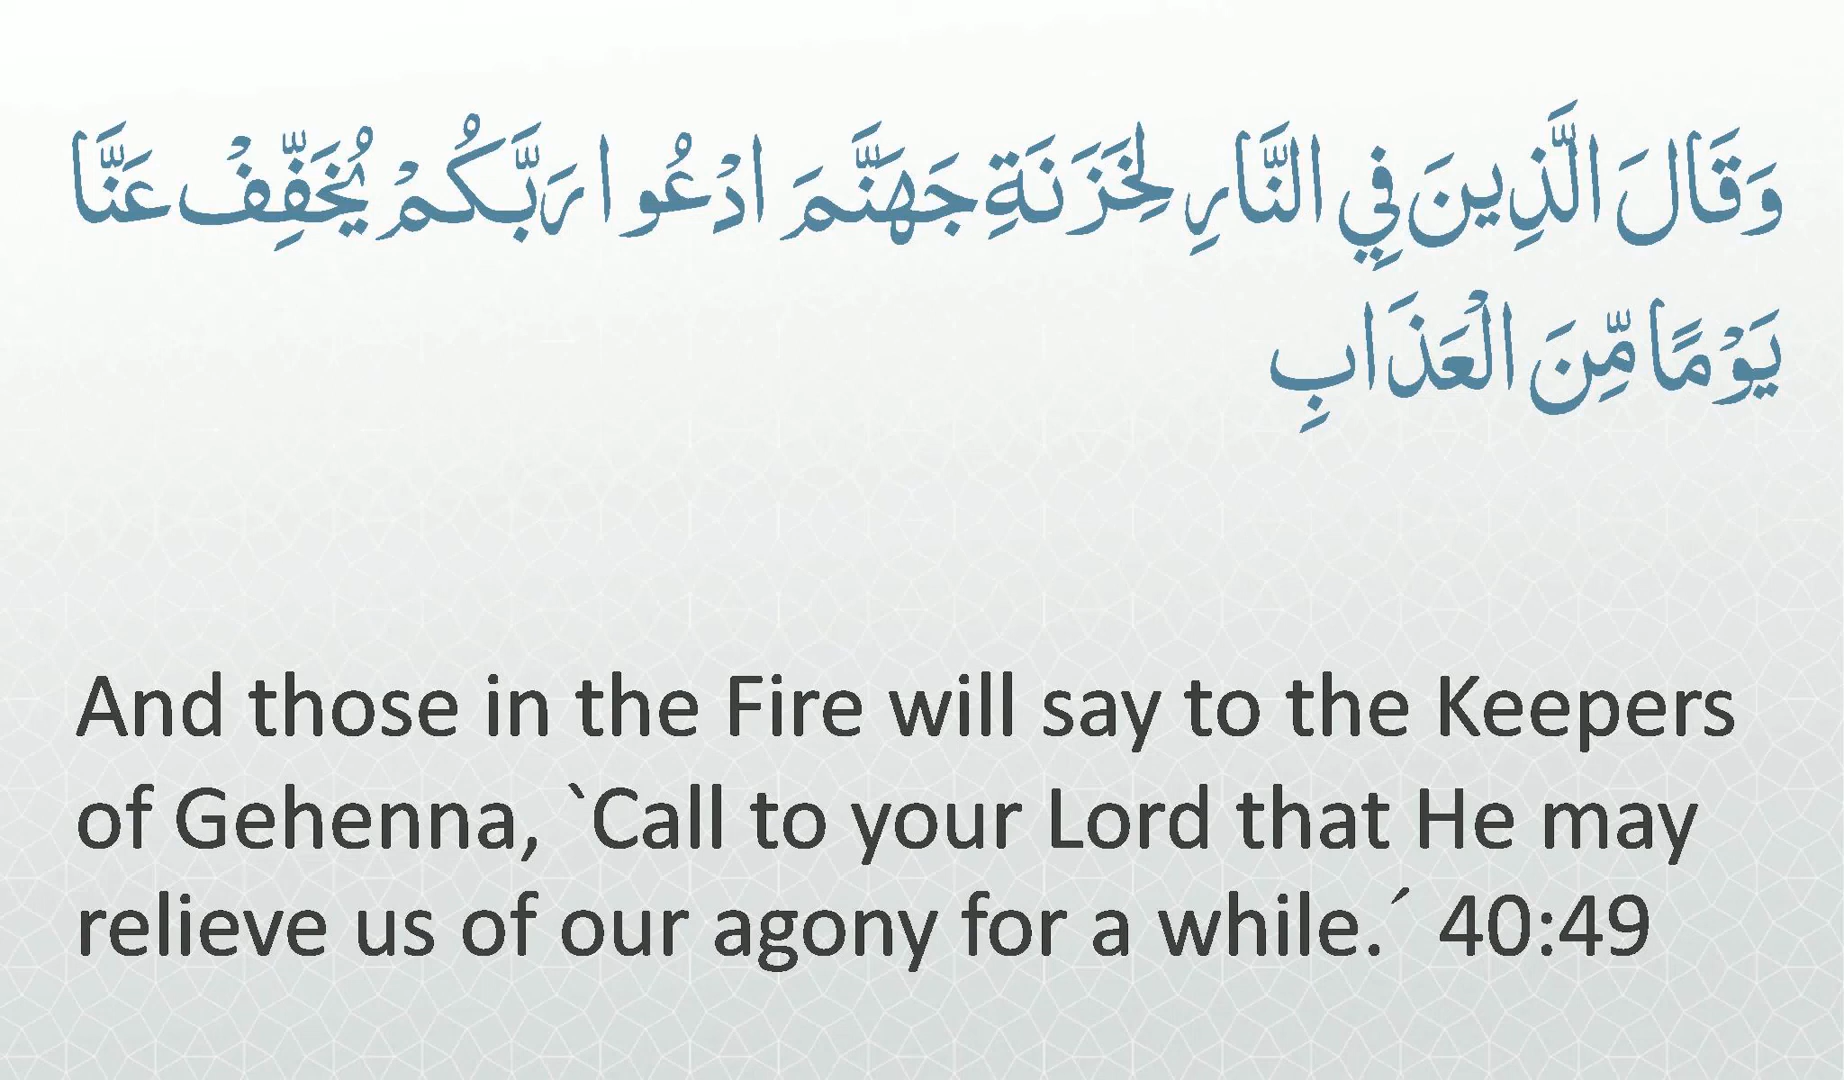 وَقَالَ الَّذِينَ فِي النَّارِ لِخَزَنَةِ جَهَنَّمَ ادْعُوا رَبَّكُمْ يُخَفِّفْ عَنَّا
يَوْمًا مِّنَ الْعَذَابِ
And those in the Fire will say to the Keepers
of Gehenna, `Call to your Lord that He may
relieve us of our agony for a while.´ 40:49